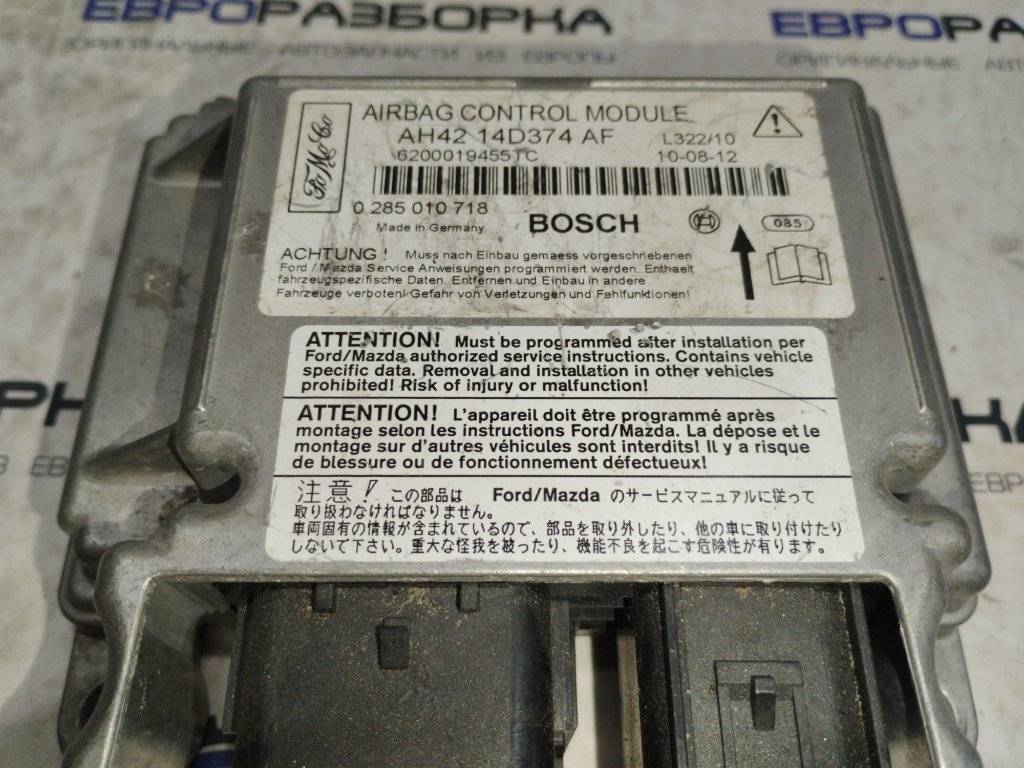 ЕВРОРАЗБОРКА
ОРИГИНАЛЬНЫЕ АВТОЗАПЧАСТИ ИЗ ЕВРОПЫ
ЕВРОРАЗ
ОРИГИНАЛЬНЫЕ
FoMoCo
AIRBAG CONTROL MODULE
AH42 14D374 AF
L322/10
6200019455TC
10-08-12
0 285 010 718
Made in Germany
BOSCH
085
ACHTUNG! Muss nach Einbau gemaess vorgeschriebenen
Ford / Mazda Service Anweisungen programmiert werden. Enthaelt
fahrzeugspezifische Daten. Entfernen und Einbau in andere
Fahrzeuge verboten! Gefahr von Verletzungen und Fehlfunktionen!
ATTENTION! Must be programmed after installation per
Ford/Mazda authorized service instructions. Contains vehicle
specific data. Removal and installation in other vehicles
prohibited! Risk of injury or malfunction!
ATTENTION! L'appareil doit être programmé après
montage selon les instructions Ford/Mazda. La dépose et le
montage sur d'autres véhicules sont interdits! Il y a risque
de blessure ou de fonctionnement défectueux!
注意! この部品は Ford/Mazda のサービスマニュアルに従って
取り扱わなければなりません。
車両固有の情報が含まれているので、部品を取り外したり、他の車に取り付けたり
しないで下さい。重大な怪我を被ったり、機能不良を起こす危険性が有ります。